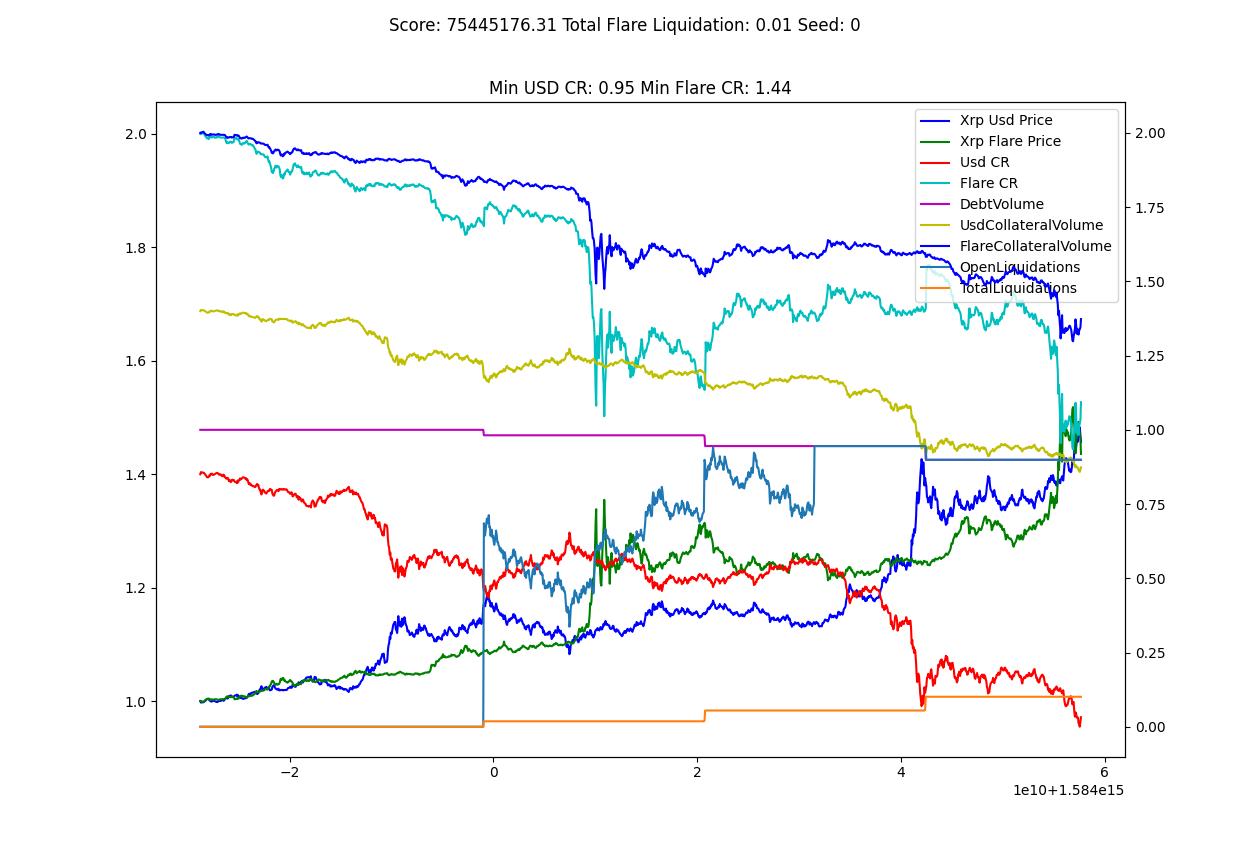 Score: 75445176.31 Total Flare Liquidation: 0.01 Seed: 0
Min USD CR: 0.95 Min Flare CR: 1.44
Xrp Usd Price
Xrp Flare Price
Usd CR
Flare CR
DebtVolume
UsdCollateralVolume
FlareCollateralVolume
OpenLiquidations
TotalLiquidations
2.0
1.8
1.6
1.4
1.2
1.0
2.00
1.75
1.50
1.25
1.00
0.75
0.50
0.25
0.00
−2
0
2
4
6
1e10+1.584e15